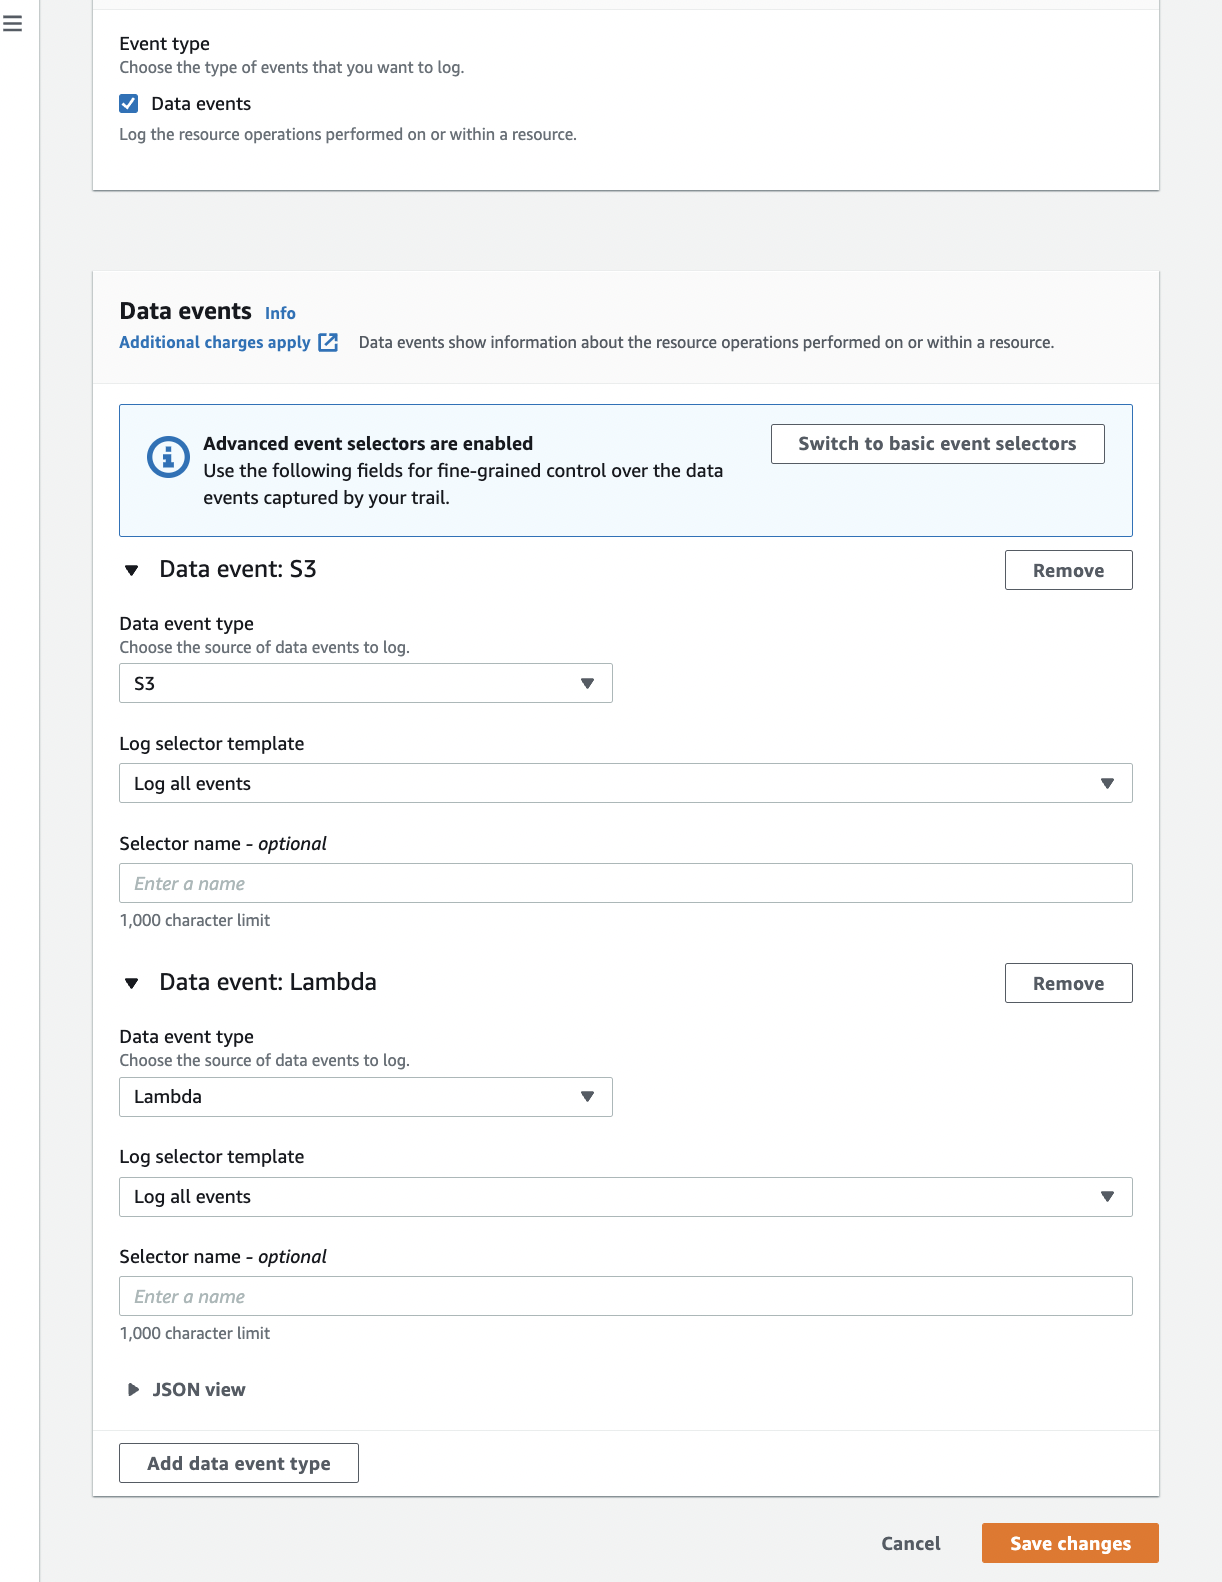 Event type
Choose the type of events that you want to log.
Data events
Log the resource operations performed on or within a resource.
Data events Info
Additional charges apply Data events show information about the resource operations performed on or within a resource.
Advanced event selectors are enabled
Switch to basic event selectors
Use the following fields for fine-grained control over the data
events captured by your trail.
Data event: S3
Remove
Data event type
Choose the source of data events to log.
S3
Log selector template
Log all events
Selector name - optional
Enter a name
1,000 character limit
Data event: Lambda
Remove
Data event type
Choose the source of data events to log.
Lambda
Log selector template
Log all events
Selector name - optional
Enter a name
1,000 character limit
JSON view
Add data event type
Cancel
Save changes